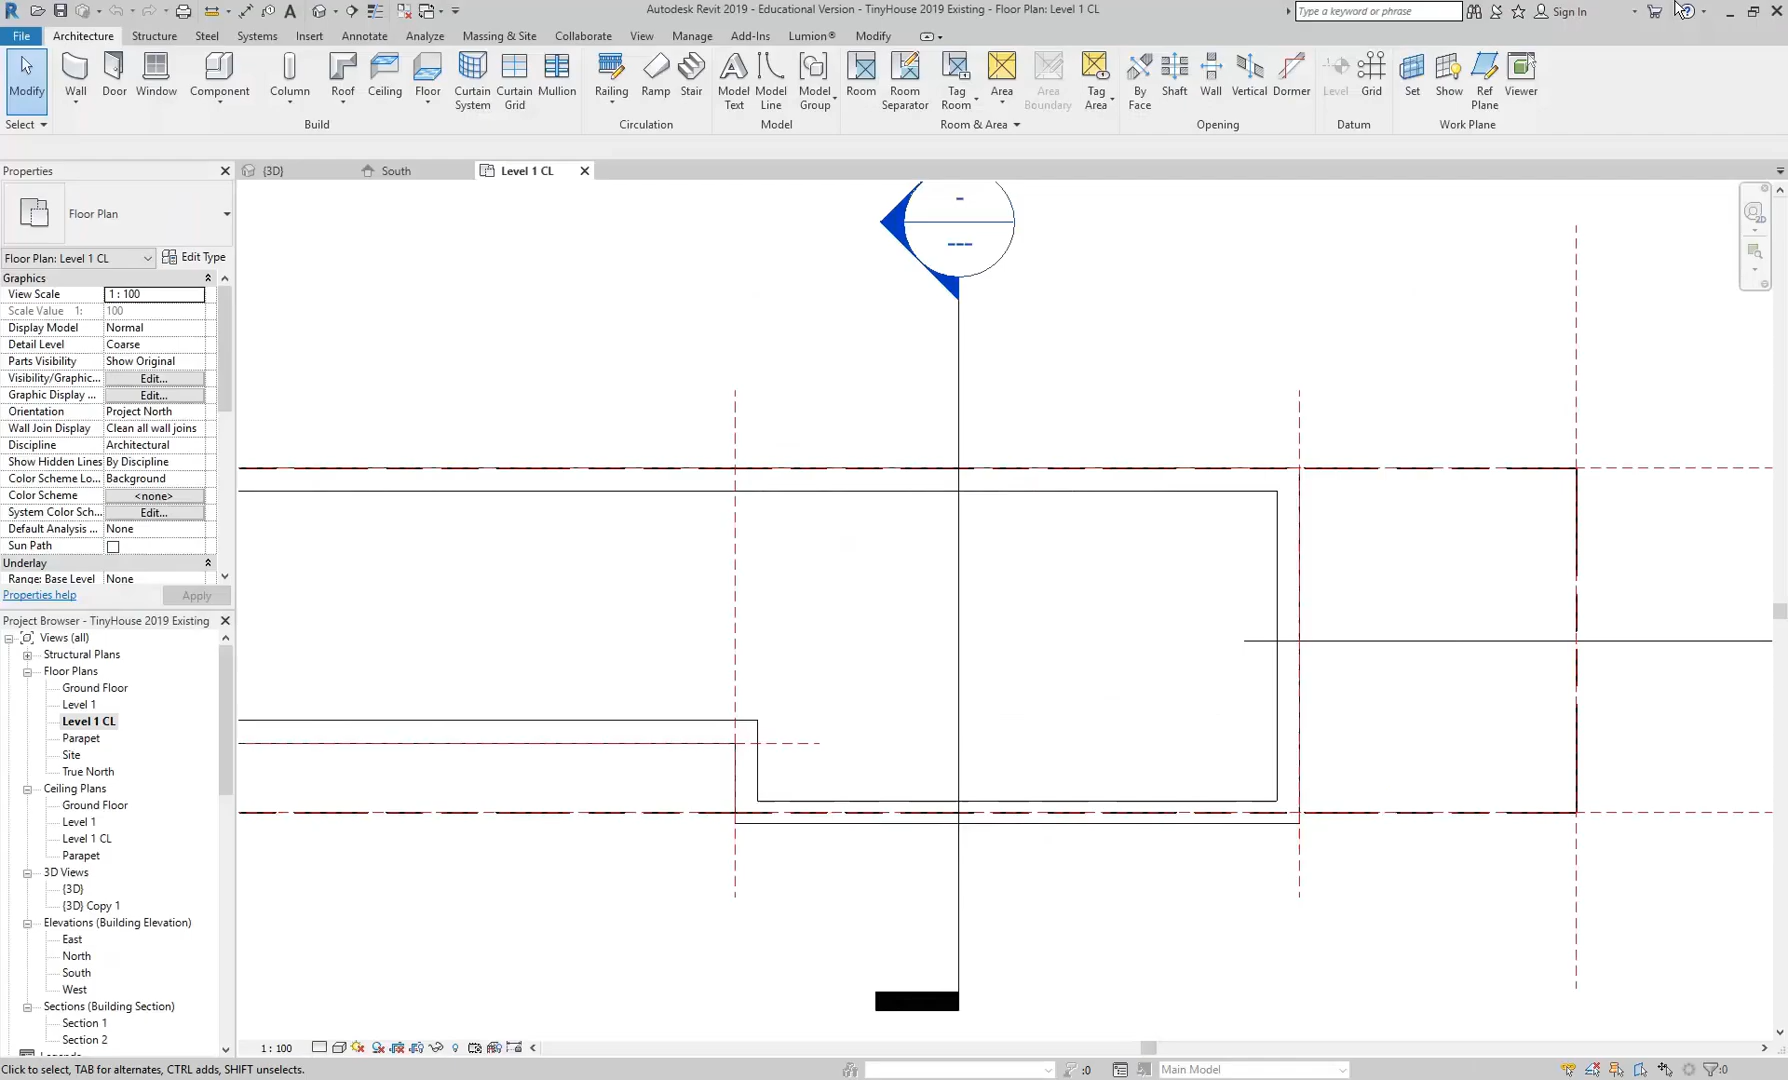 Autodesk Revit 2019 - Educational Version - TinyHouse 2019 Existing - Floor Plan: Level 1 CL
Type a keyword or phrase
Sign In
File Architecture Structure Steel Systems Insert Annotate Analyze Massing & Site Collaborate View Manage Add-Ins Lumion® Modify
Modify Wall Door Window Component Column Roof Ceiling Floor Curtain System Curtain Grid Mullion Railing Ramp Stair Model Text Model Line Model Group Room Room Separator Tag Room Area Area Boundary Tag Area By Face Shaft Wall Vertical Dormer Level Grid Set Show Ref Plane Viewer
Select Build Circulation Model Room & Area Opening Datum Work Plane
Properties
{3D} South Level 1 CL
Floor Plan
Floor Plan: Level 1 CL Edit Type
Graphics
View Scale 1 : 100
Scale Value 1: 100
Display Model Normal
Detail Level Coarse
Parts Visibility Show Original
Visibility/Graphic... Edit...
Graphic Display ... Edit...
Orientation Project North
Wall Join Display Clean all wall joins
Discipline Architectural
Show Hidden Lines By Discipline
Color Scheme Lo... Background
Color Scheme <none>
System Color Sch... Edit...
Default Analysis ... None
Sun Path
Underlay
Range: Base Level None
Properties help Apply
Project Browser - TinyHouse 2019 Existing
Views (all)
Structural Plans
Floor Plans
Ground Floor
Level 1
Level 1 CL
Parapet
Site
True North
Ceiling Plans
Ground Floor
Level 1
Level 1 CL
Parapet
3D Views
{3D}
{3D} Copy 1
Elevations (Building Elevation)
East
North
South
West
Sections (Building Section)
Section 1
Section 2
-
---
2D
1 : 100
Click to select, TAB for alternates, CTRL adds, SHIFT unselects.
:0
Main Model
:0